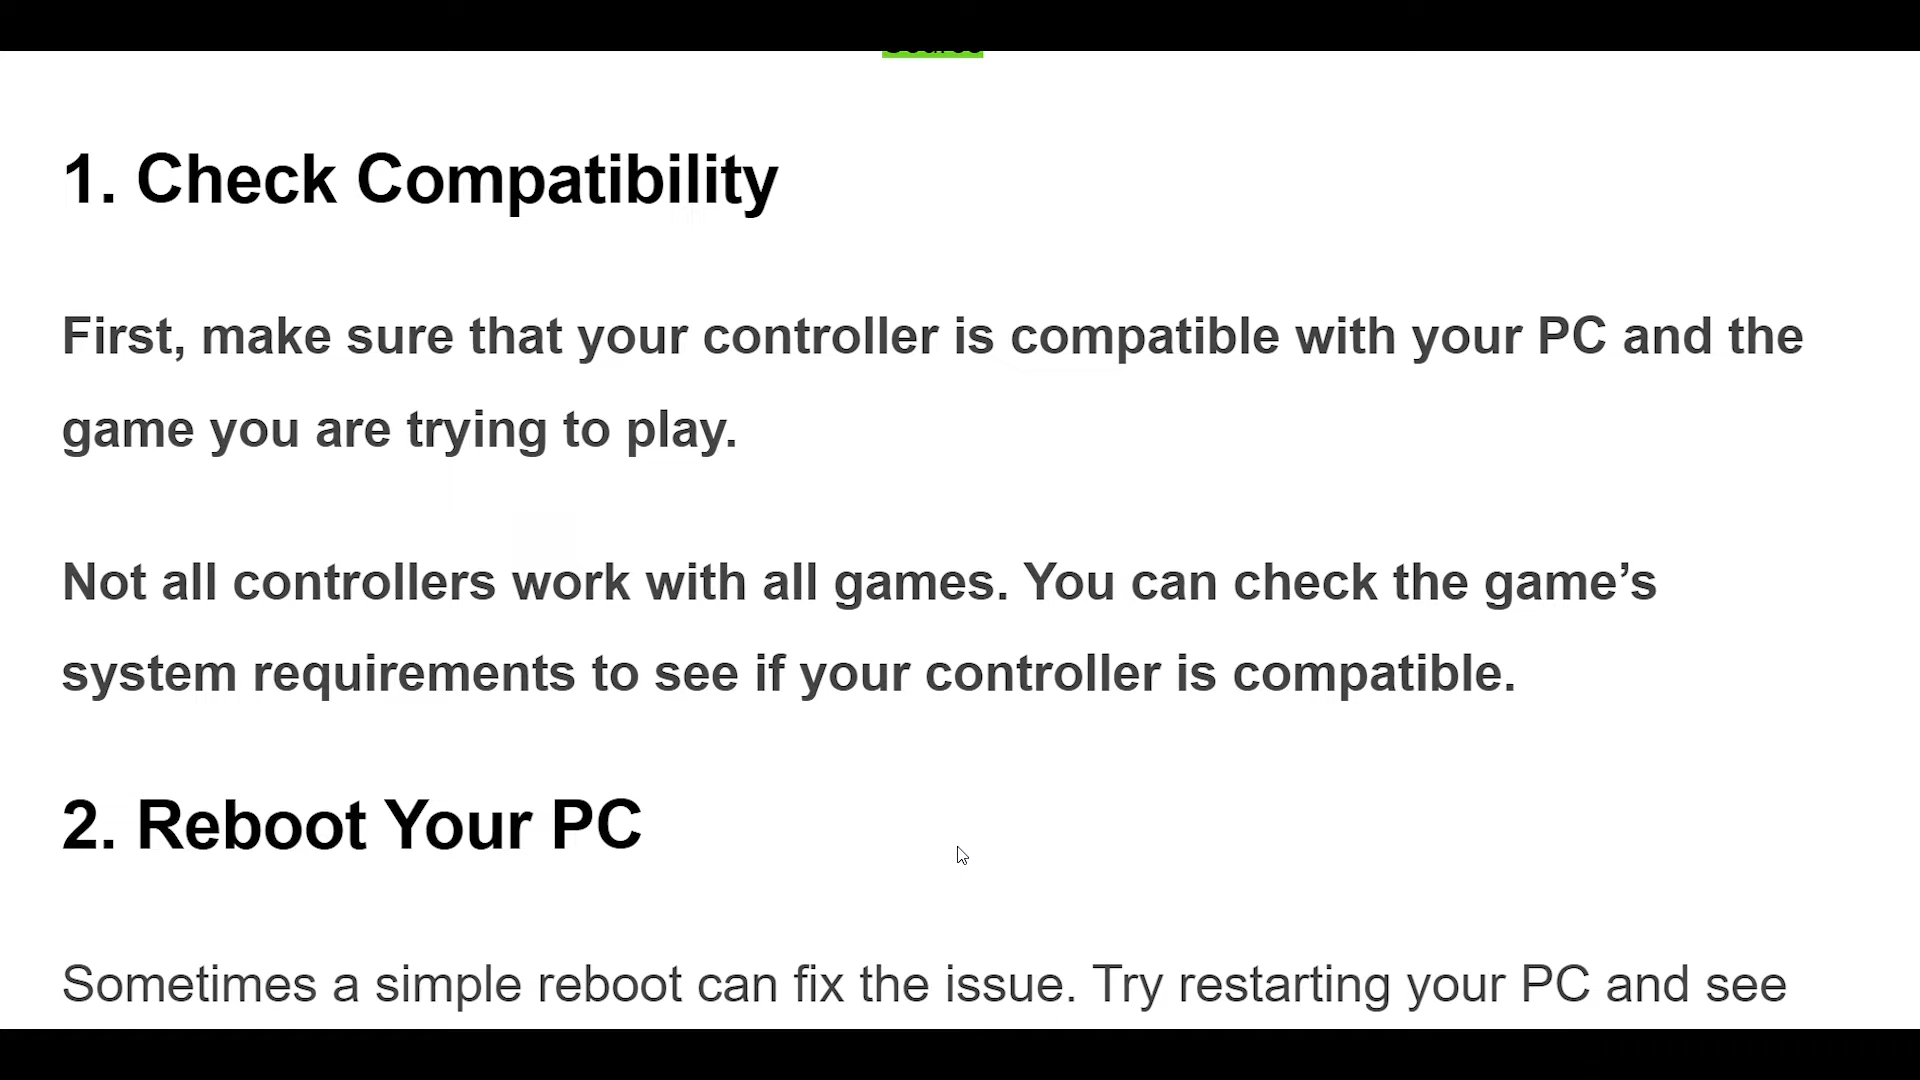 1. Check Compatibility
First, make sure that your controller is compatible with your PC and the
game you are trying to play.
Not all controllers work with all games. You can check the game’s
system requirements to see if your controller is compatible.
2. Reboot Your PC
Sometimes a simple reboot can fix the issue. Try restarting your PC and see